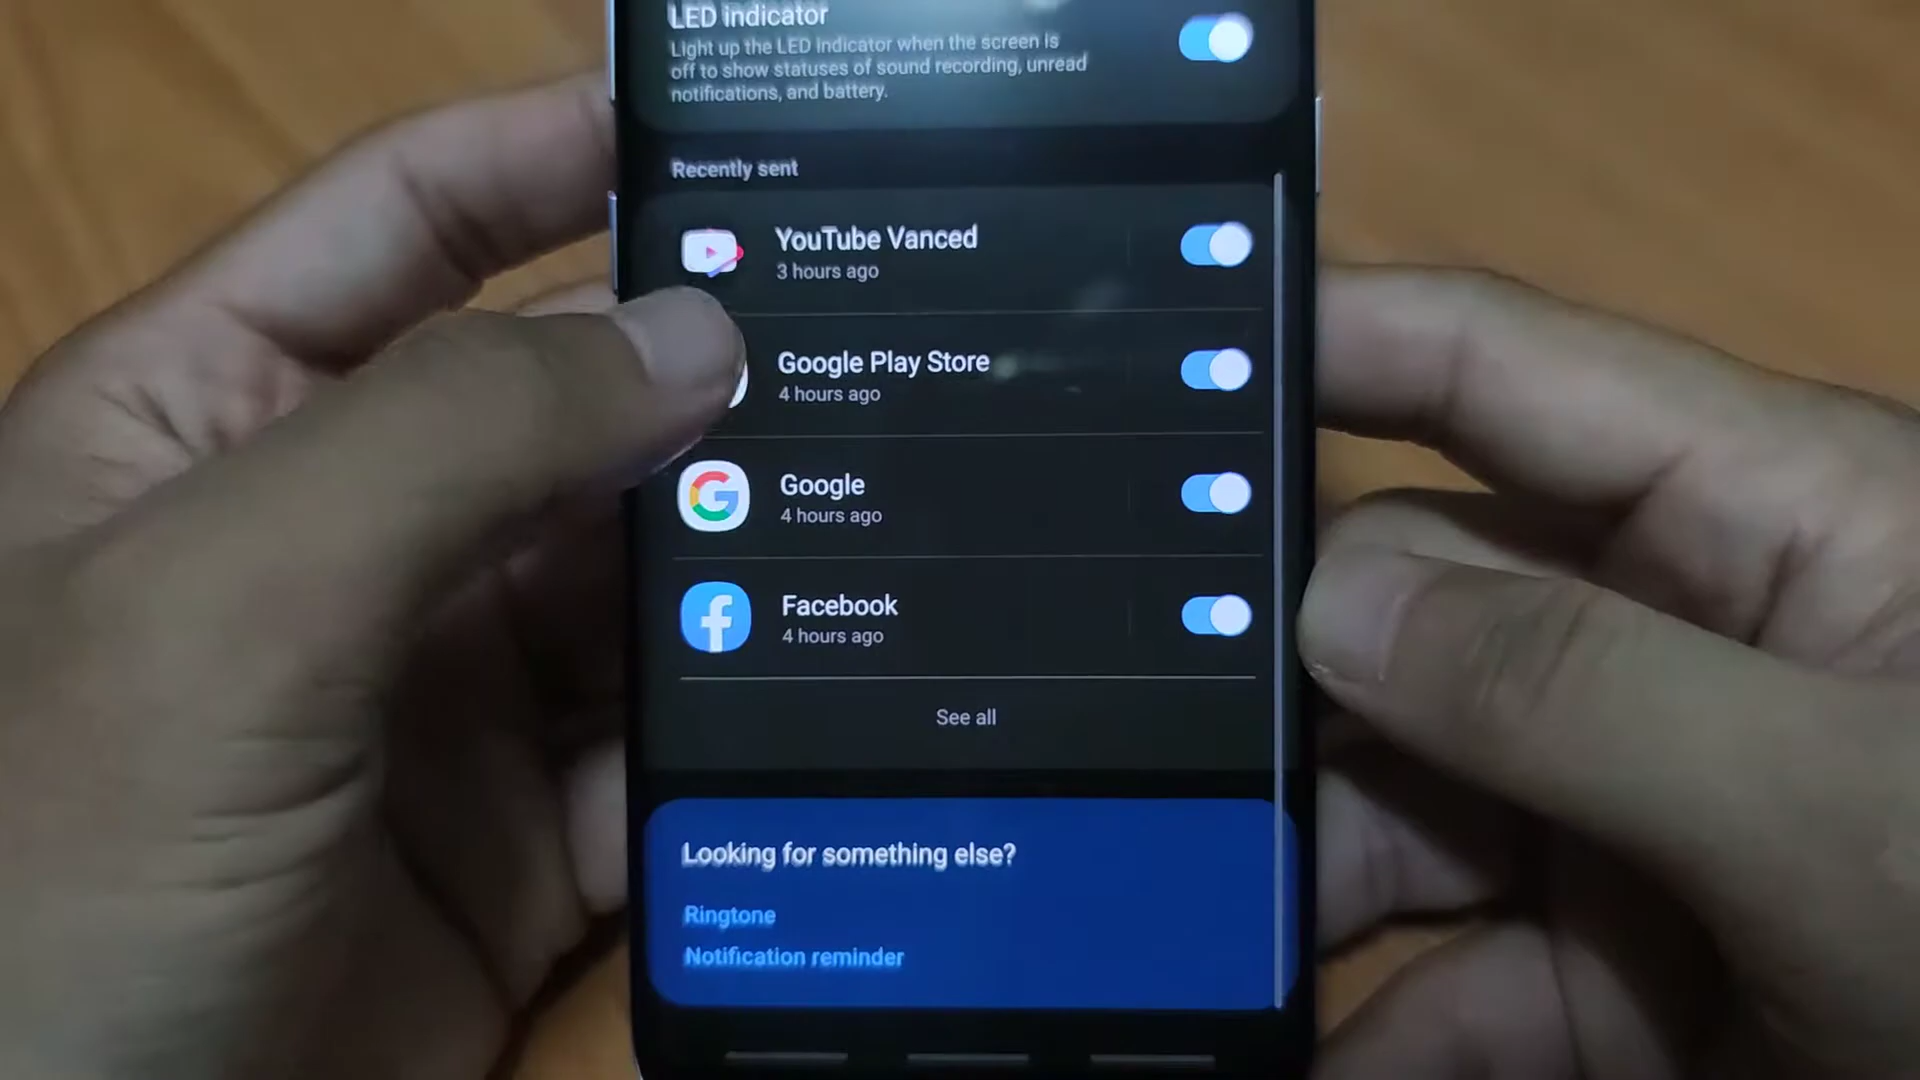 LED indicator
Light up the LED indicator when the screen is
off to show statuses of sound recording, unread
notifications, and battery.
Recently sent
YouTube Vanced
3 hours ago
Google Play Store
4 hours ago
Google
4 hours ago
Facebook
4 hours ago
See all
Looking for something else?
Ringtone
Notification reminder